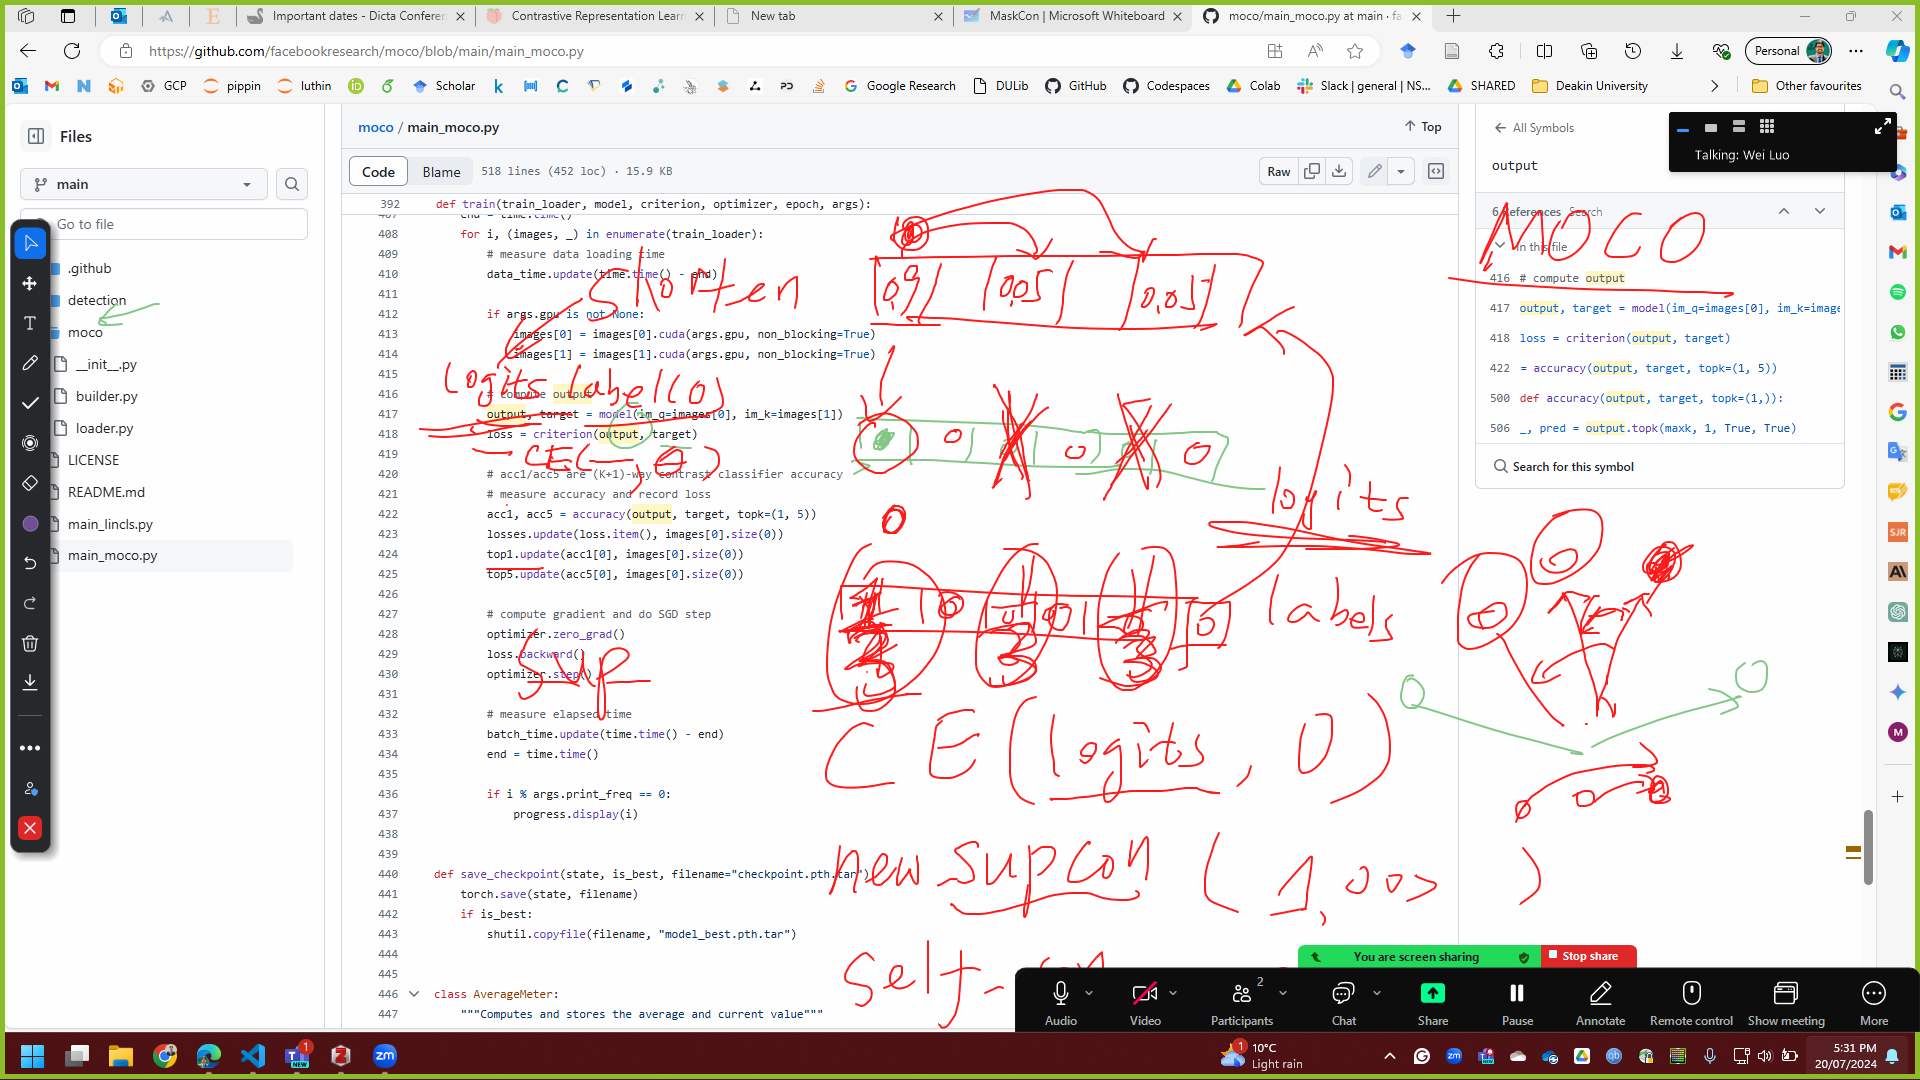 Important dates - Dicta Conferen
Contrastive Representation Learn
New tab
MaskCon | Microsoft Whiteboard
moco/main_moco.py at main · fa
https://github.com/facebookresearch/moco/blob/main/main_moco.py
Personal
GCP
pippin
luthin
Scholar
Google Research
DULib
GitHub
Codespaces
Colab
Slack | general | NS...
SHARED
Deakin University
Other favourites
Files
main
Go to file
.github
detection
moco
__init__.py
builder.py
loader.py
LICENSE
README.md
main_lincls.py
main_moco.py
moco / main_moco.py
Top
Code
Blame
518 lines (452 loc) · 15.9 KB
Raw
392 def train(train_loader, model, criterion, optimizer, epoch, args):
407 end = time.time()
408 for i, (images, _) in enumerate(train_loader):
409 # measure data loading time
410 data_time.update(time.time() - end)
411
412 if args.gpu is not None:
413 images[0] = images[0].cuda(args.gpu, non_blocking=True)
414 images[1] = images[1].cuda(args.gpu, non_blocking=True)
415
416 # compute output
417 output, target = model(im_q=images[0], im_k=images[1])
418 loss = criterion(output, target)
419
420 # acc1/acc5 are (K+1)-way contrast classifier accuracy
421 # measure accuracy and record loss
422 acc1, acc5 = accuracy(output, target, topk=(1, 5))
423 losses.update(loss.item(), images[0].size(0))
424 top1.update(acc1[0], images[0].size(0))
425 top5.update(acc5[0], images[0].size(0))
426
427 # compute gradient and do SGD step
428 optimizer.zero_grad()
429 loss.backward()
430 optimizer.step()
431
432 # measure elapsed time
433 batch_time.update(time.time() - end)
434 end = time.time()
435
436 if i % args.print_freq == 0:
437 progress.display(i)
438
439
440 def save_checkpoint(state, is_best, filename="checkpoint.pth.tar")
441 torch.save(state, filename)
442 if is_best:
443 shutil.copyfile(filename, "model_best.pth.tar")
444
445
446 class AverageMeter:
447 """Computes and stores the average and current value"""
All Symbols
output
6 References Search
In this file
416 # compute output
417 output, target = model(im_q=images[0], im_k=image
418 loss = criterion(output, target)
422 = accuracy(output, target, topk=(1, 5))
500 def accuracy(output, target, topk=(1,)):
506 _, pred = output.topk(maxk, 1, True, True)
Search for this symbol
Talking: Wei Luo
MOCO
Shorten
0,9 0,05 0,05
logits label(0)
CE( , 0)
0 0 0
0
logits
labels
SUP
CE(logits, 0)
new SupCon (1,
self-
You are screen sharing
Stop share
2
Audio
Video
Participants
Chat
Share
Pause
Annotate
Remote control
Show meeting
More
1
10°C
Light rain
5:31 PM
20/07/2024